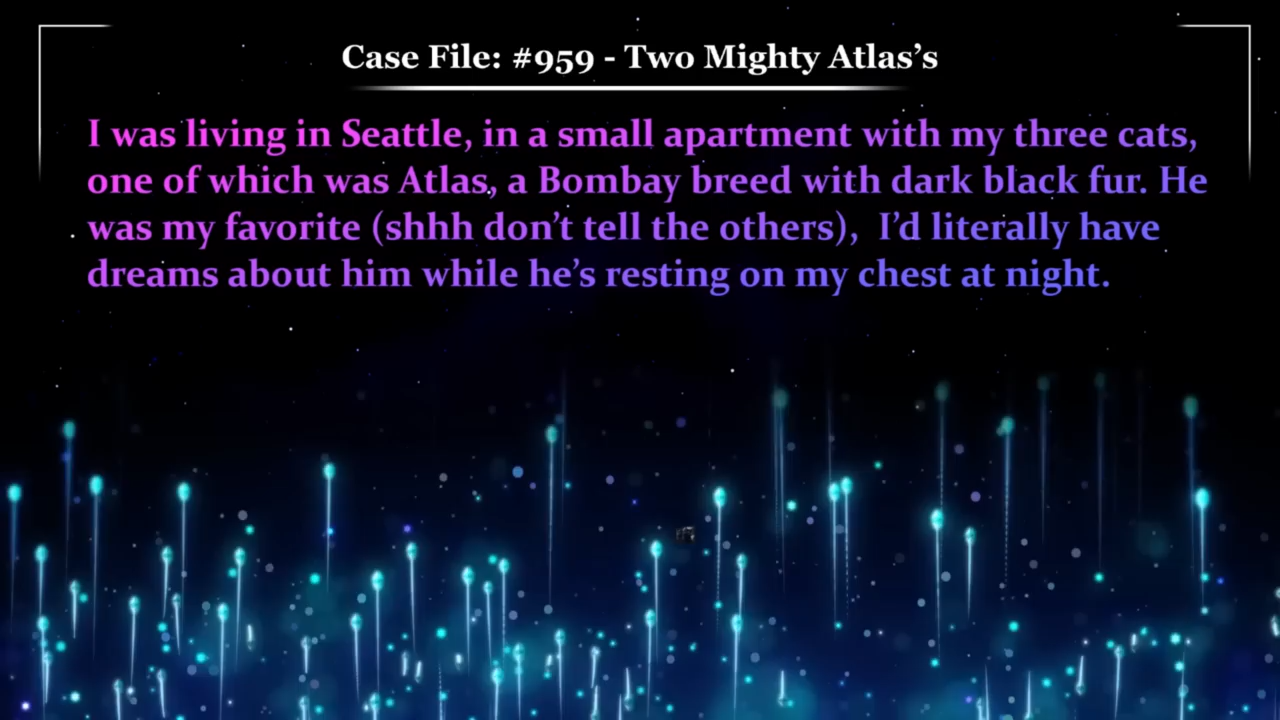 Case File: #959 - Two Mighty Atlas’s
I was living in Seattle, in a small apartment with my three cats,
one of which was Atlas, a Bombay breed with dark black fur. He
was my favorite (shhh don’t tell the others),  I’d literally have
dreams about him while he’s resting on my chest at night.